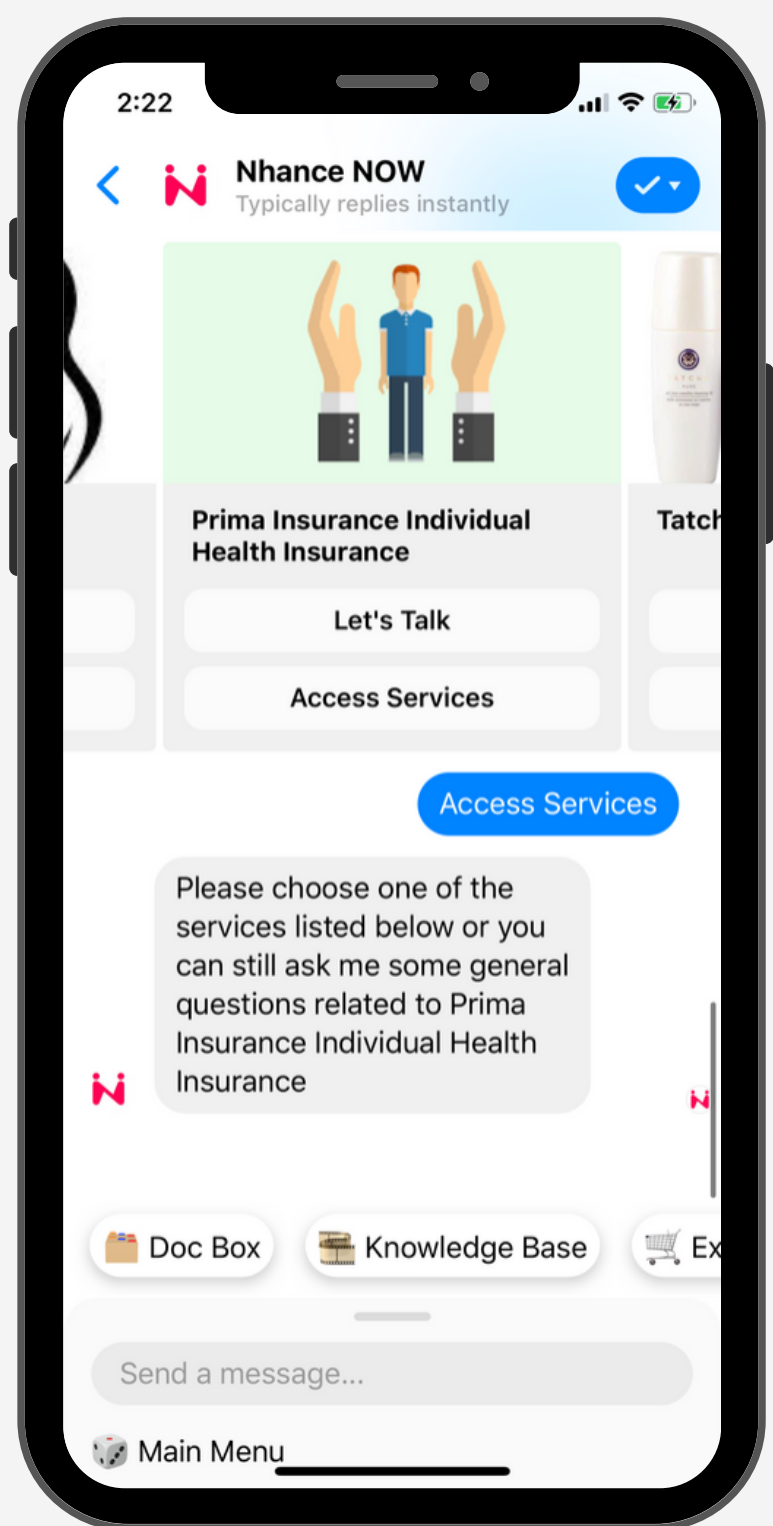 2:22
Nhance NOW
Typically replies instantly
Prima Insurance Individual
Health Insurance
Tatch
Let's Talk
Access Services
Access Services
Please choose one of the
services listed below or you
can still ask me some general
questions related to Prima
Insurance Individual Health
Insurance
Doc Box
Knowledge Base
Ex
Send a message...
Main Menu